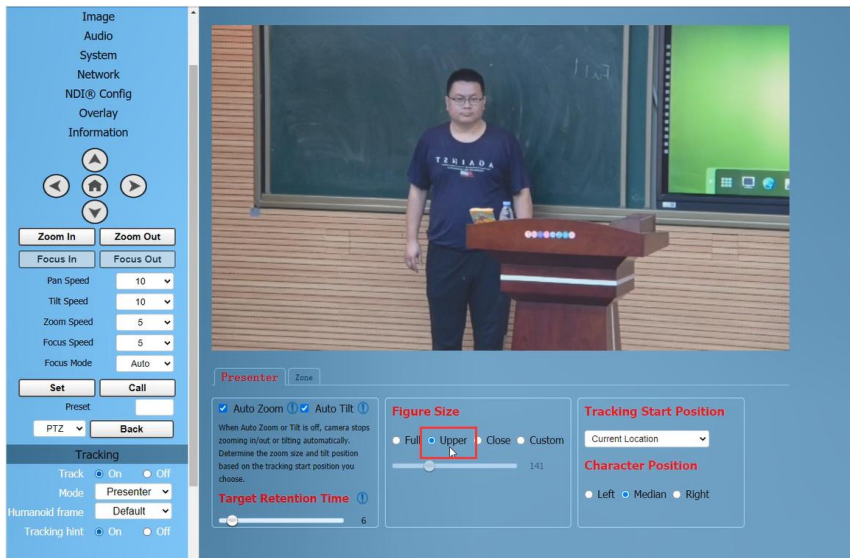 Image
Audio
System
Network
NDI® Config
Overlay
Information
Zoom In Zoom Out
Focus In Focus Out
Pan Speed 10
Tilt Speed 10
Zoom Speed 5
Focus Speed 5
Focus Mode Auto
Set Call
Preset
PTZ Back
Tracking
Track On Off
Mode Presenter
Humanoid frame Default
Tracking hint On Off
AGAINST
Presenter Zone
Auto Zoom Auto Tilt
When Auto Zoom or Tilt is off, camera stops
zooming in/out or tilting automatically.
Determine the zoom size and tilt position
based on the tracking start position you
choose.
Target Retention Time
6
Figure Size
Full Upper Close Custom
141
Tracking Start Position
Current Location
Character Position
Left Median Right